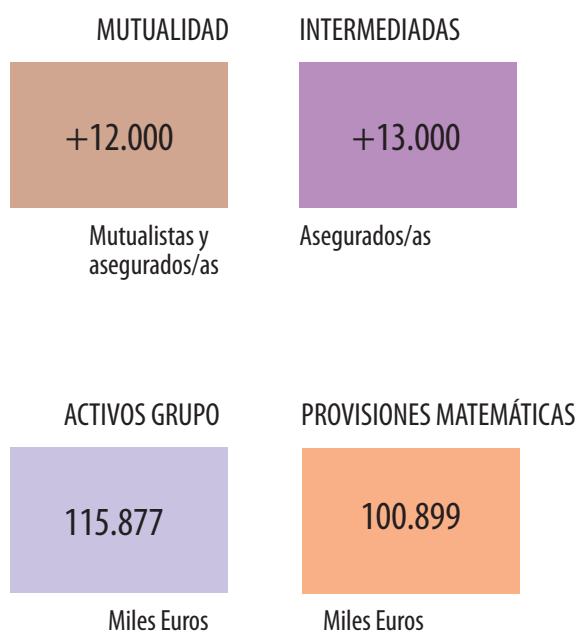 MUTUALIDAD
+12.000
Mutualistas y
asegurados/as
INTERMEDIADAS
+13.000
Asegurados/as
ACTIVOS GRUPO
115.877
Miles Euros
PROVISIONES MATEMÁTICAS
100.899
Miles Euros